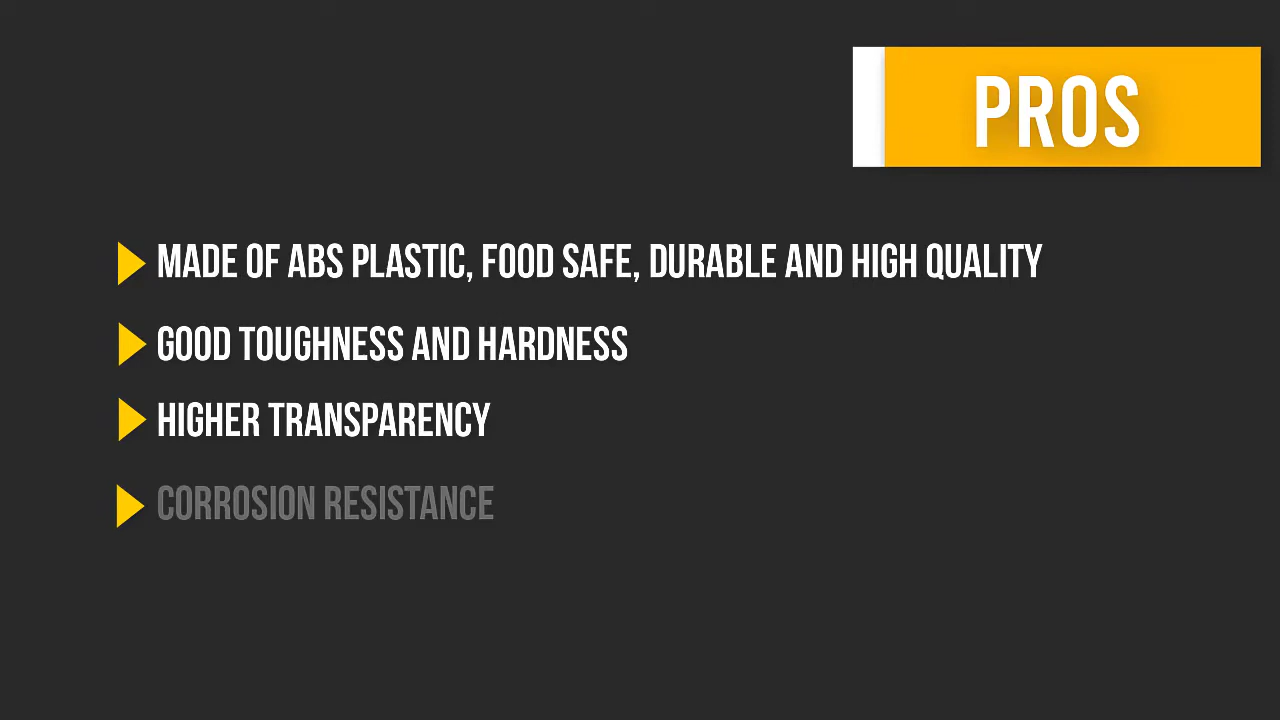 PROS
MADE OF ABS PLASTIC, FOOD SAFE, DURABLE AND HIGH QUALITY
GOOD TOUGHNESS AND HARDNESS
HIGHER TRANSPARENCY
CORROSION RESISTANCE